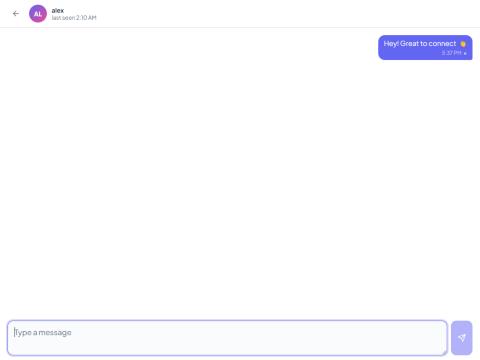 AL
alex
last seen 2:10 AM
Hey! Great to connect 👋
5:37 PM
Type a message